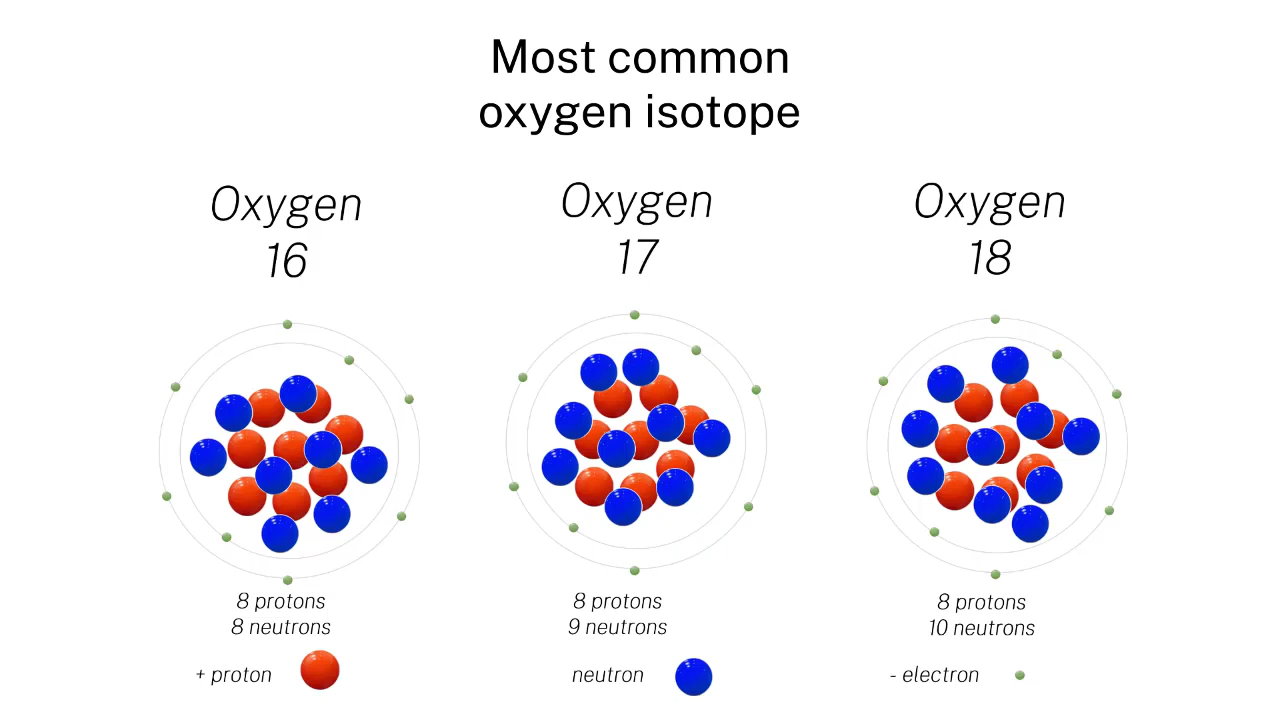 Most common
oxygen isotope
Oxygen
16
Oxygen
17
Oxygen
18
8 protons
8 neutrons
8 protons
9 neutrons
8 protons
10 neutrons
+ proton
neutron
- electron